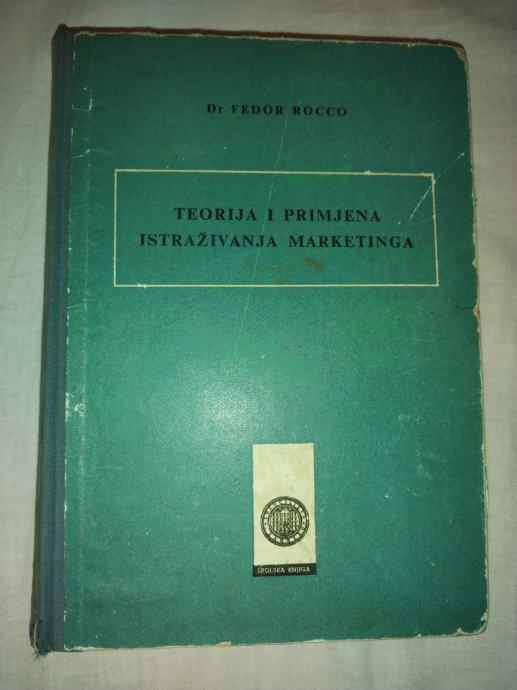 Dr FEDOR ROCCO
TEORIJA I PRIMJENA
ISTRAŽIVANJA MARKETINGA
ŠKOLSKA KNJIGA